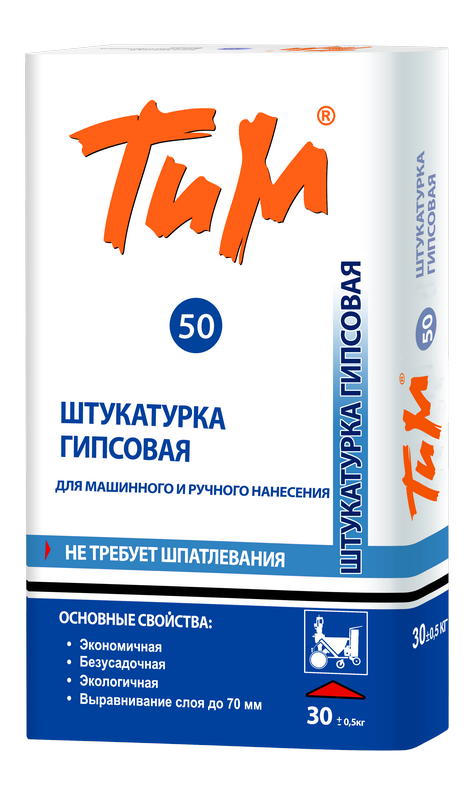 ТиМ®
50
ШТУКАТУРКА
ГИПСОВАЯ
ДЛЯ МАШИННОГО И РУЧНОГО НАНЕСЕНИЯ
НЕ ТРЕБУЕТ ШПАТЛЕВАНИЯ
ОСНОВНЫЕ СВОЙСТВА:
• Экономичная
• Безусадочная
• Экологичная
• Выравнивание слоя до 70 мм
30 ± 0,5кг
ШТУКАТУРКА ГИПСОВАЯ
ШТУКАТУРКА
ГИПСОВАЯ
50
ТиМ®
30±0,5 КГ